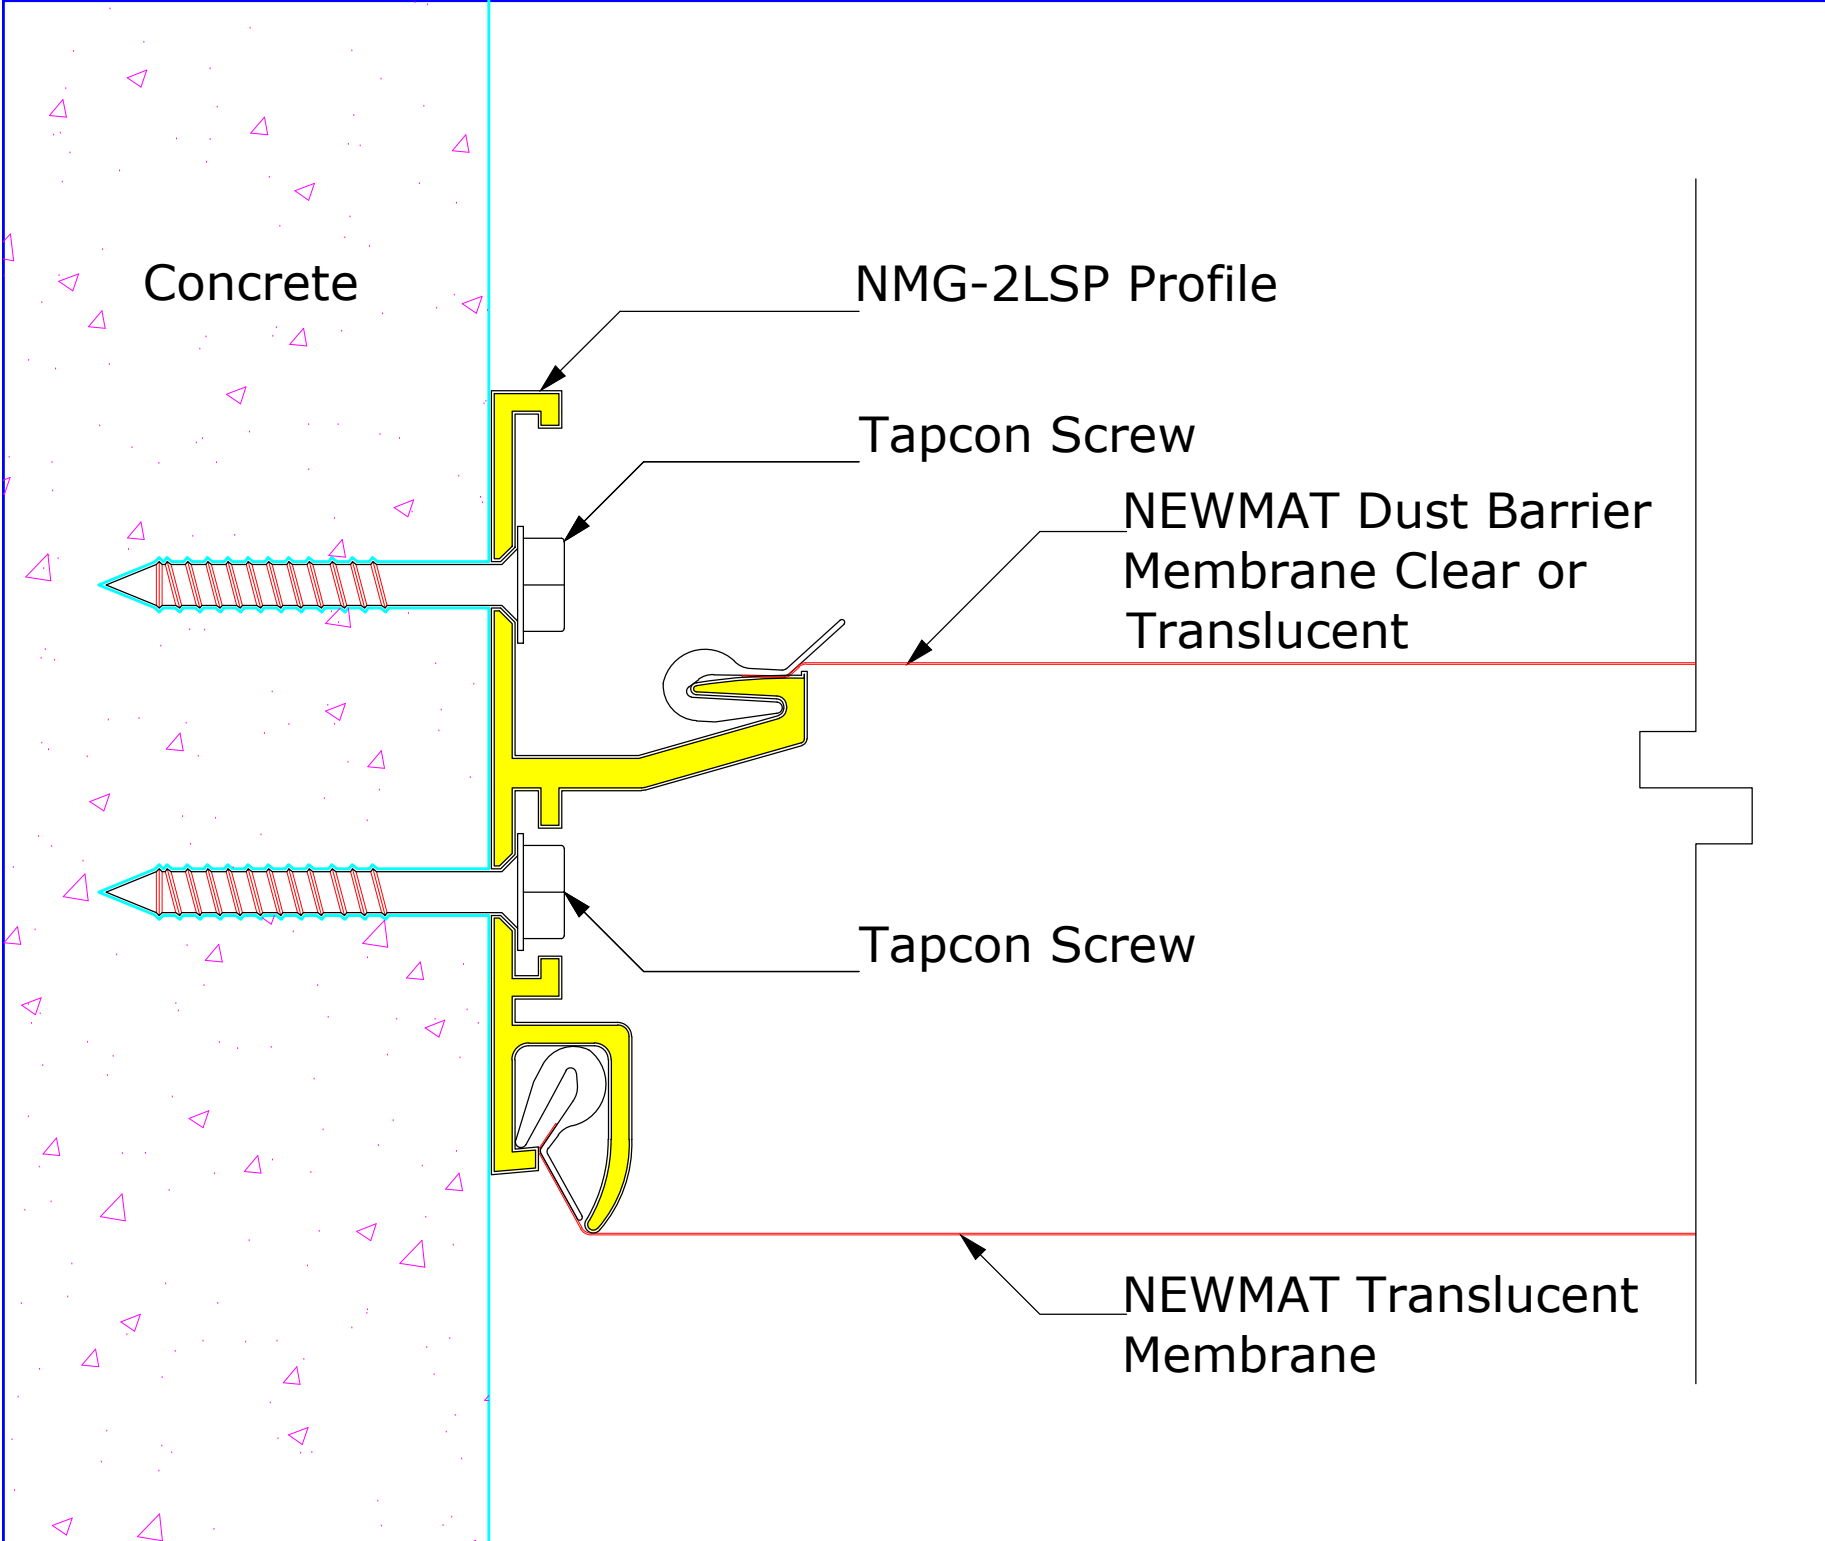 Concrete
NMG-2LSP Profile
Tapcon Screw
NEWMAT Dust Barrier
Membrane Clear or
Translucent
Tapcon Screw
NEWMAT Translucent
Membrane